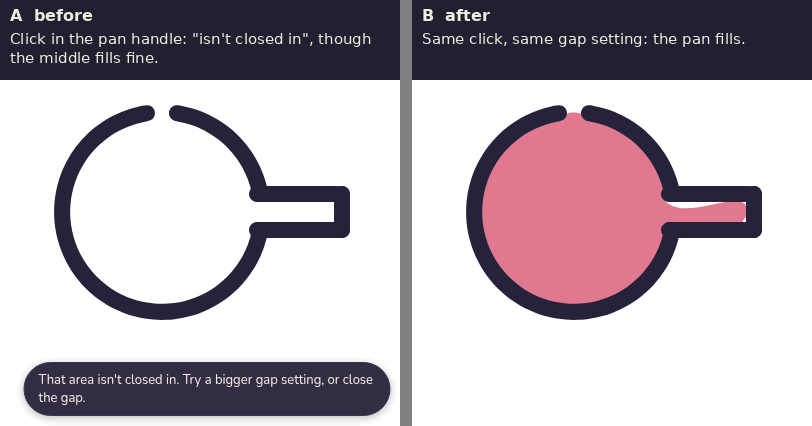 A before
Click in the pan handle: "isn't closed in", though
the middle fills fine.
That area isn't closed in. Try a bigger gap setting, or close
the gap.
B after
Same click, same gap setting: the pan fills.